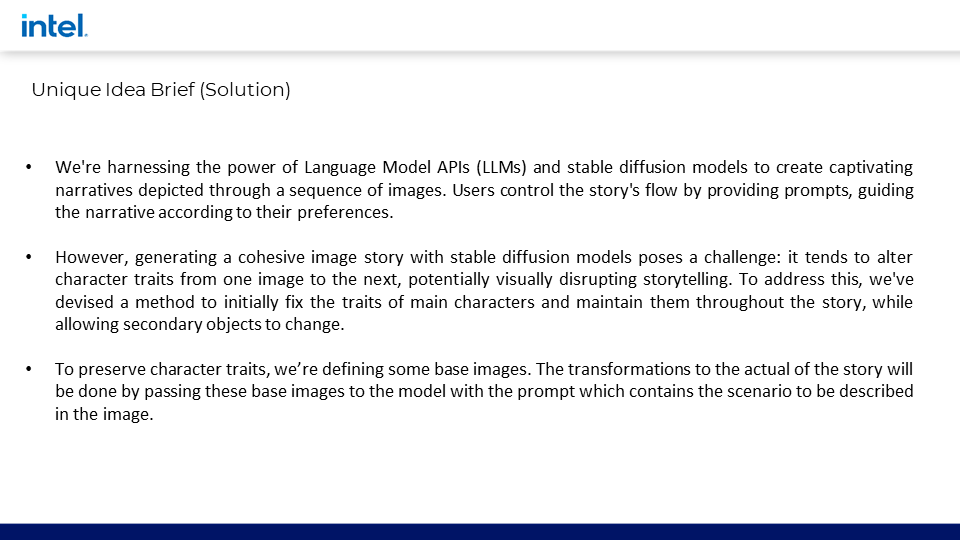 intel.
Unique Idea Brief (Solution)
• We're harnessing the power of Language Model APIs (LLMs) and stable diffusion models to create captivating
narratives depicted through a sequence of images. Users control the story's flow by providing prompts, guiding
the narrative according to their preferences.
• However, generating a cohesive image story with stable diffusion models poses a challenge: it tends to alter
character traits from one image to the next, potentially visually disrupting storytelling. To address this, we've
devised a method to initially fix the traits of main characters and maintain them throughout the story, while
allowing secondary objects to change.
• To preserve character traits, we’re defining some base images. The transformations to the actual of the story will
be done by passing these base images to the model with the prompt which contains the scenario to be described
in the image.